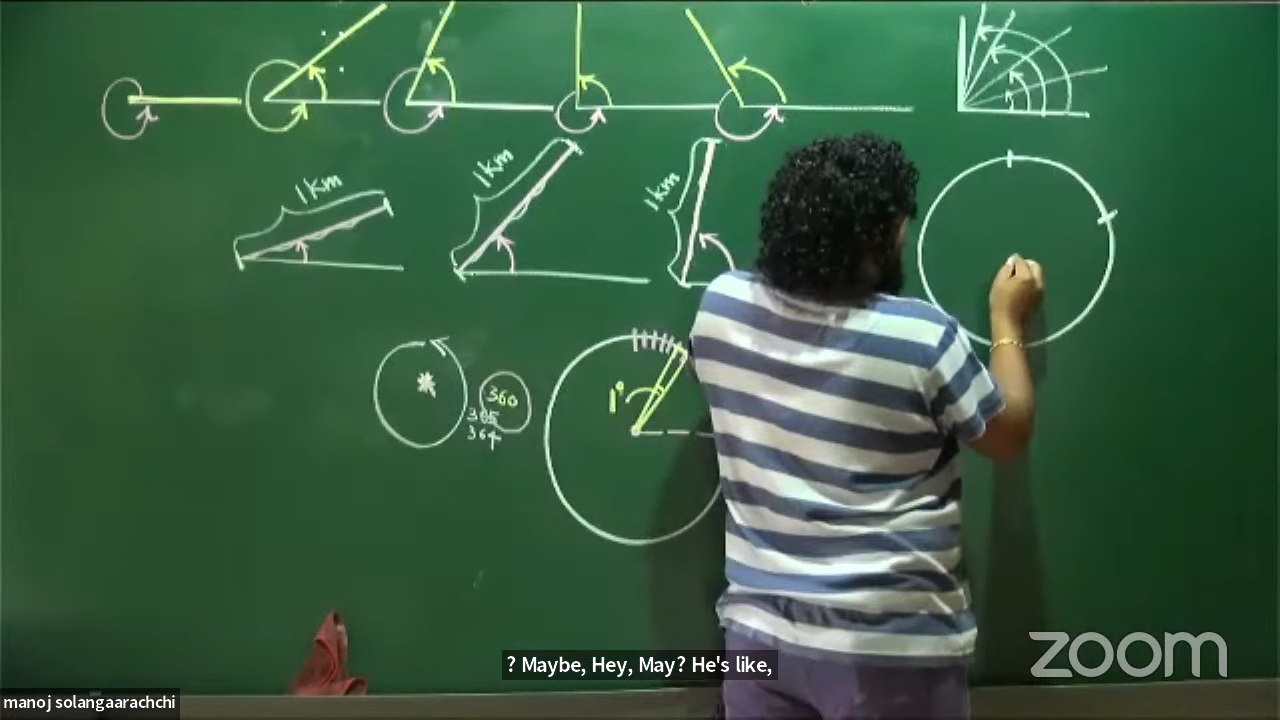 1km
1km
1km
360
365
364
1°
? Maybe, Hey, May? He's like,
zoom
manoj solangaarachchi